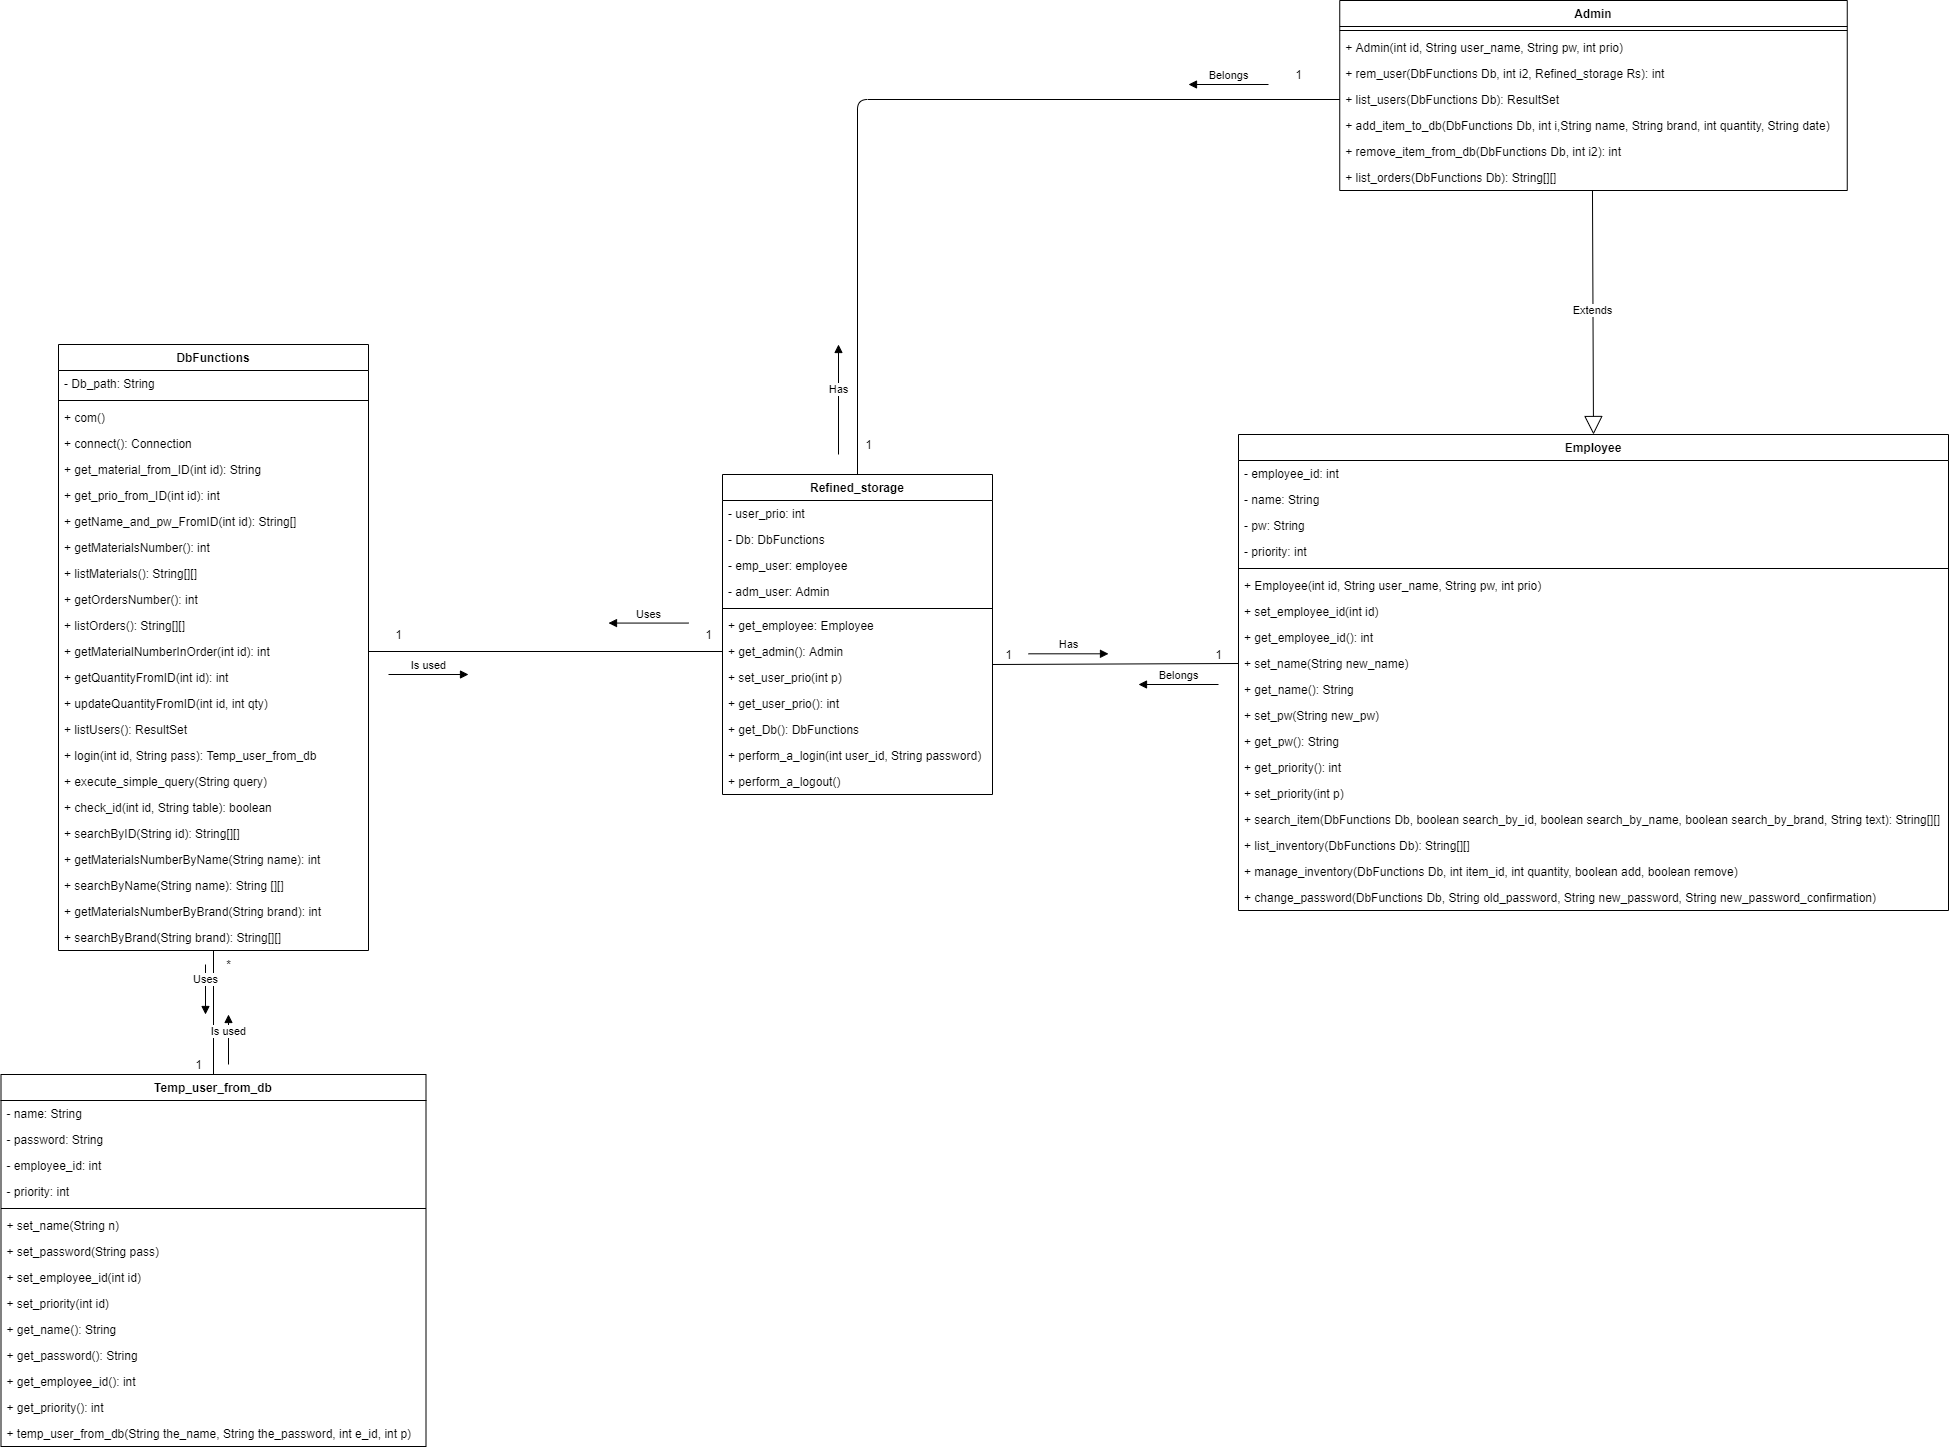 Admin
+ Admin(int id, String user_name, String pw, int prio)
+ rem_user(DbFunctions Db, int i2, Refined_storage Rs): int
+ list_users(DbFunctions Db): ResultSet
+ add_item_to_db(DbFunctions Db, int i,String name, String brand, int quantity, String date)
+ remove_item_from_db(DbFunctions Db, int i2): int
+ list_orders(DbFunctions Db): String[][]
Belongs
1
Extends
Has
1
DbFunctions
- Db_path: String
+ com()
+ connect(): Connection
+ get_material_from_ID(int id): String
+ get_prio_from_ID(int id): int
+ getName_and_pw_FromID(int id): String[]
+ getMaterialsNumber(): int
+ listMaterials(): String[][]
+ getOrdersNumber(): int
+ listOrders(): String[][]
+ getMaterialNumberInOrder(int id): int
+ getQuantityFromID(int id): int
+ updateQuantityFromID(int id, int qty)
+ listUsers(): ResultSet
+ login(int id, String pass): Temp_user_from_db
+ execute_simple_query(String query)
+ check_id(int id, String table): boolean
+ searchByID(String id): String[][]
+ getMaterialsNumberByName(String name): int
+ searchByName(String name): String [][]
+ getMaterialsNumberByBrand(String brand): int
+ searchByBrand(String brand): String[][]
1
Is used
Uses
1
Refined_storage
- user_prio: int
- Db: DbFunctions
- emp_user: employee
- adm_user: Admin
+ get_employee: Employee
+ get_admin(): Admin
+ set_user_prio(int p)
+ get_user_prio(): int
+ get_Db(): DbFunctions
+ perform_a_login(int user_id, String password)
+ perform_a_logout()
1
Has
Belongs
1
Employee
- employee_id: int
- name: String
- pw: String
- priority: int
+ Employee(int id, String user_name, String pw, int prio)
+ set_employee_id(int id)
+ get_employee_id(): int
+ set_name(String new_name)
+ get_name(): String
+ set_pw(String new_pw)
+ get_pw(): String
+ get_priority(): int
+ set_priority(int p)
+ search_item(DbFunctions Db, boolean search_by_id, boolean search_by_name, boolean search_by_brand, String text): String[][]
+ list_inventory(DbFunctions Db): String[][]
+ manage_inventory(DbFunctions Db, int item_id, int quantity, boolean add, boolean remove)
+ change_password(DbFunctions Db, String old_password, String new_password, String new_password_confirmation)
*
Uses
Is used
1
Temp_user_from_db
- name: String
- password: String
- employee_id: int
- priority: int
+ set_name(String n)
+ set_password(String pass)
+ set_employee_id(int id)
+ set_priority(int id)
+ get_name(): String
+ get_password(): String
+ get_employee_id(): int
+ get_priority(): int
+ temp_user_from_db(String the_name, String the_password, int e_id, int p)